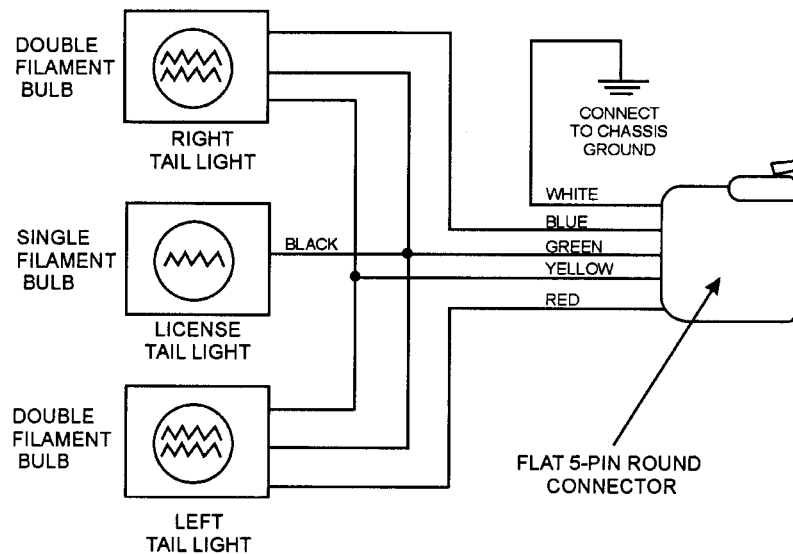 DOUBLE
FILAMENT
BULB
RIGHT
TAIL LIGHT
CONNECT
TO CHASSIS
GROUND
WHITE
BLUE
GREEN
YELLOW
RED
SINGLE
FILAMENT
BULB
BLACK
LICENSE
TAIL LIGHT
DOUBLE
FILAMENT
BULB
LEFT
TAIL LIGHT
FLAT 5-PIN ROUND
CONNECTOR